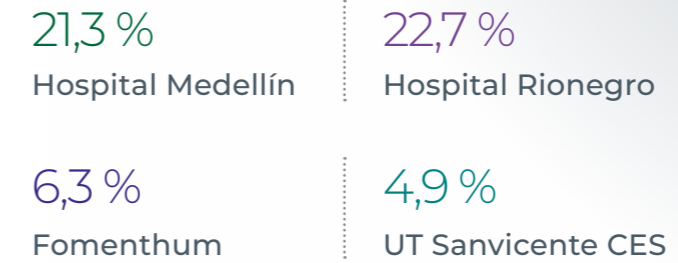 21,3 %
Hospital Medellín
22,7 %
Hospital Rionegro
6,3 %
Fomenthum
4,9 %
UT Sanvicente CES